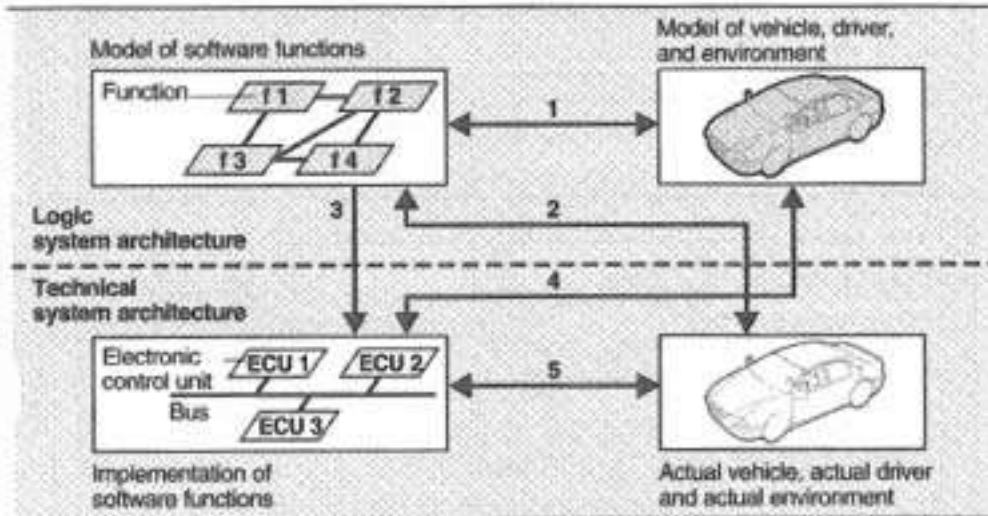 Model of software functions
Function
f 1
f 2
f 3
f 4
1
Model of vehicle, driver,
and environment
3
2
Logic
system architecture
Technical
system architecture
4
Electronic
control unit
ECU 1
ECU 2
Bus
ECU 3
5
Implementation of
software functions
Actual vehicle, actual driver
and actual environment